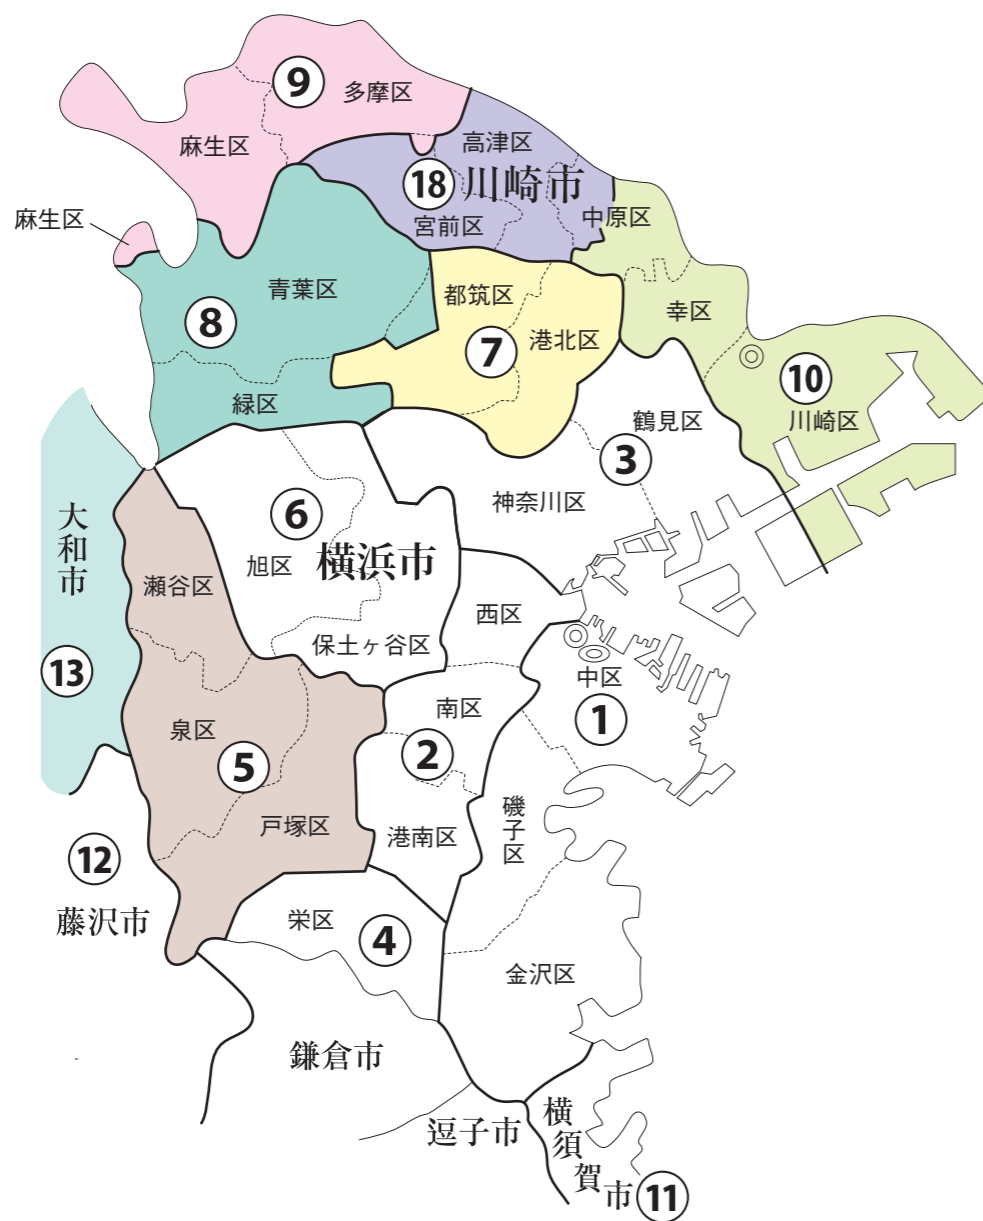 ⑨
多摩区
麻生区
高津区
⑱
川崎市
宮前区
中原区
麻生区
青葉区
都筑区
⑧
⑦
港北区
幸区
⑩
川崎区
緑区
鶴見区
③
神奈川区
大和市
⑬
⑥
旭区
横浜市
瀬谷区
西区
保土ヶ谷区
中区
①
南区
②
泉区
⑤
戸塚区
港南区
磯子区
⑫
藤沢市
栄区
④
金沢区
鎌倉市
逗子市
横須賀市
⑪